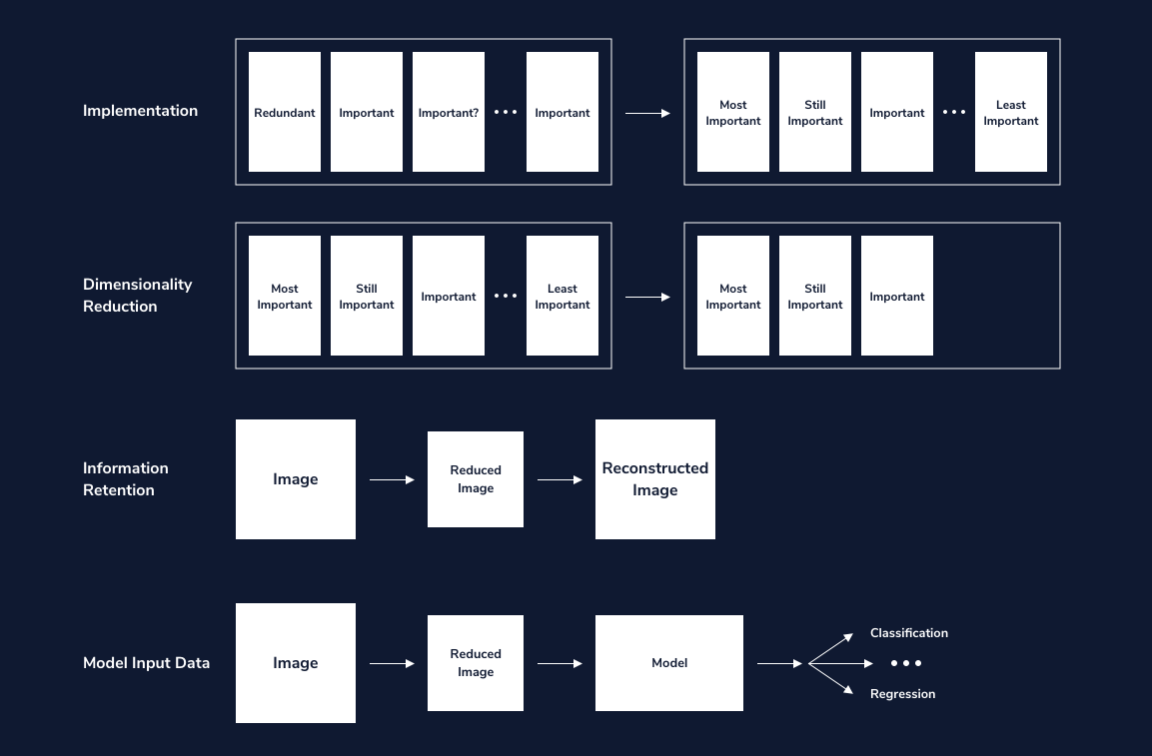 Implementation
Redundant
Important
Important?
•••
Important
Most
Important
Still
Important
Important
•••
Least
Important
Dimensionality
Reduction
Most
Important
Still
Important
Important
•••
Least
Important
Most
Important
Still
Important
Important
Information
Retention
Image
Reduced
Image
Reconstructed
Image
Model Input Data
Image
Reduced
Image
Model
Classification
•••
Regression